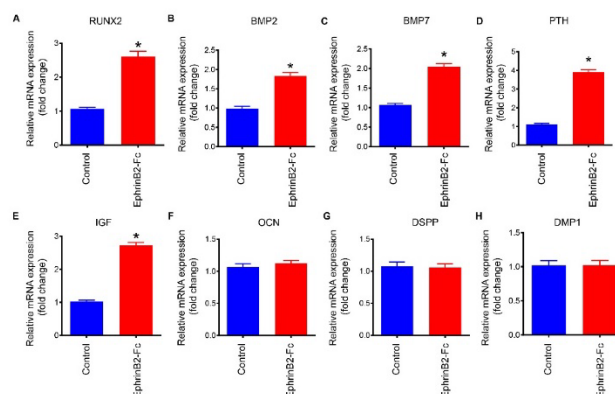 A RUNX2
Relative mRNA expression
(fold change)
3
2
1
0
*
Control
EphrinB2-Fc
B BMP2
Relative mRNA expression
(fold change)
2.5
2.0
1.5
1.0
0.5
0.0
*
Control
EphrinB2-Fc
C BMP7
Relative mRNA expression
(fold change)
2.5
2.0
1.5
1.0
0.5
0.0
*
Control
EphrinB2-Fc
D PTH
Relative mRNA expression
(fold change)
5
4
3
2
1
0
*
Control
EphrinB2-Fc
E IGF
Relative mRNA expression
(fold change)
3
2
1
0
*
Control
EphrinB2-Fc
F OCN
Relative mRNA expression
(fold change)
1.5
1.0
0.5
0.0
Control
EphrinB2-Fc
G DSPP
Relative mRNA expression
(fold change)
1.5
1.0
0.5
0.0
Control
EphrinB2-Fc
H DMP1
Relative mRNA expression
(fold change)
1.5
1.0
0.5
0.0
Control
EphrinB2-Fc